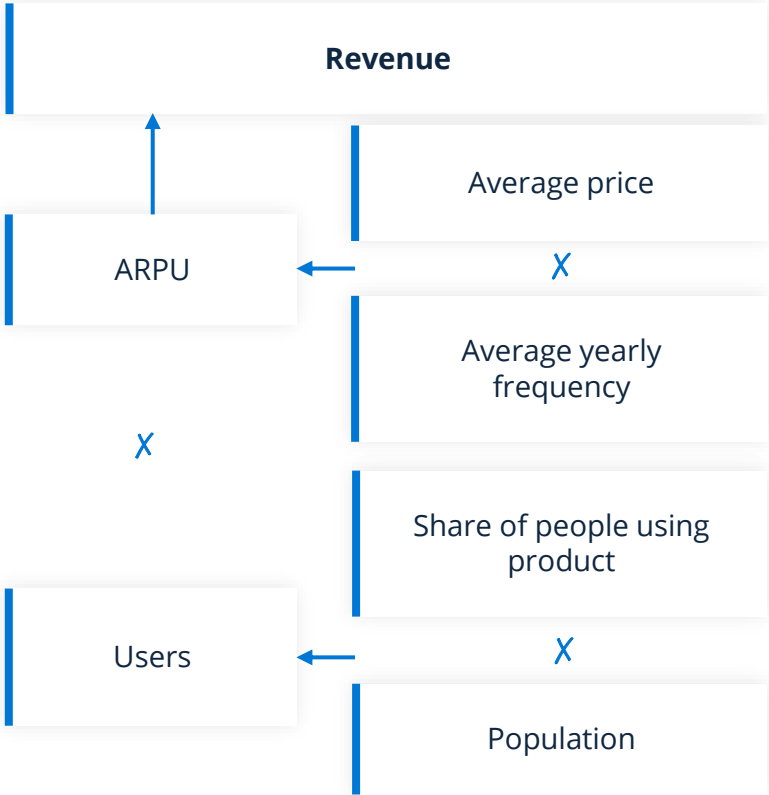 Revenue
Average price
ARPU
X
Average yearly
frequency
X
Share of people using
product
Users
X
Population